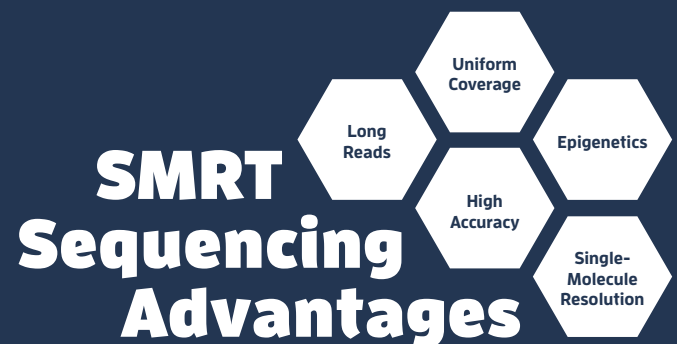 Uniform
Coverage
Long
Reads
Epigenetics
High
Accuracy
Single-
Molecule
Resolution
SMRT
Sequencing
Advantages